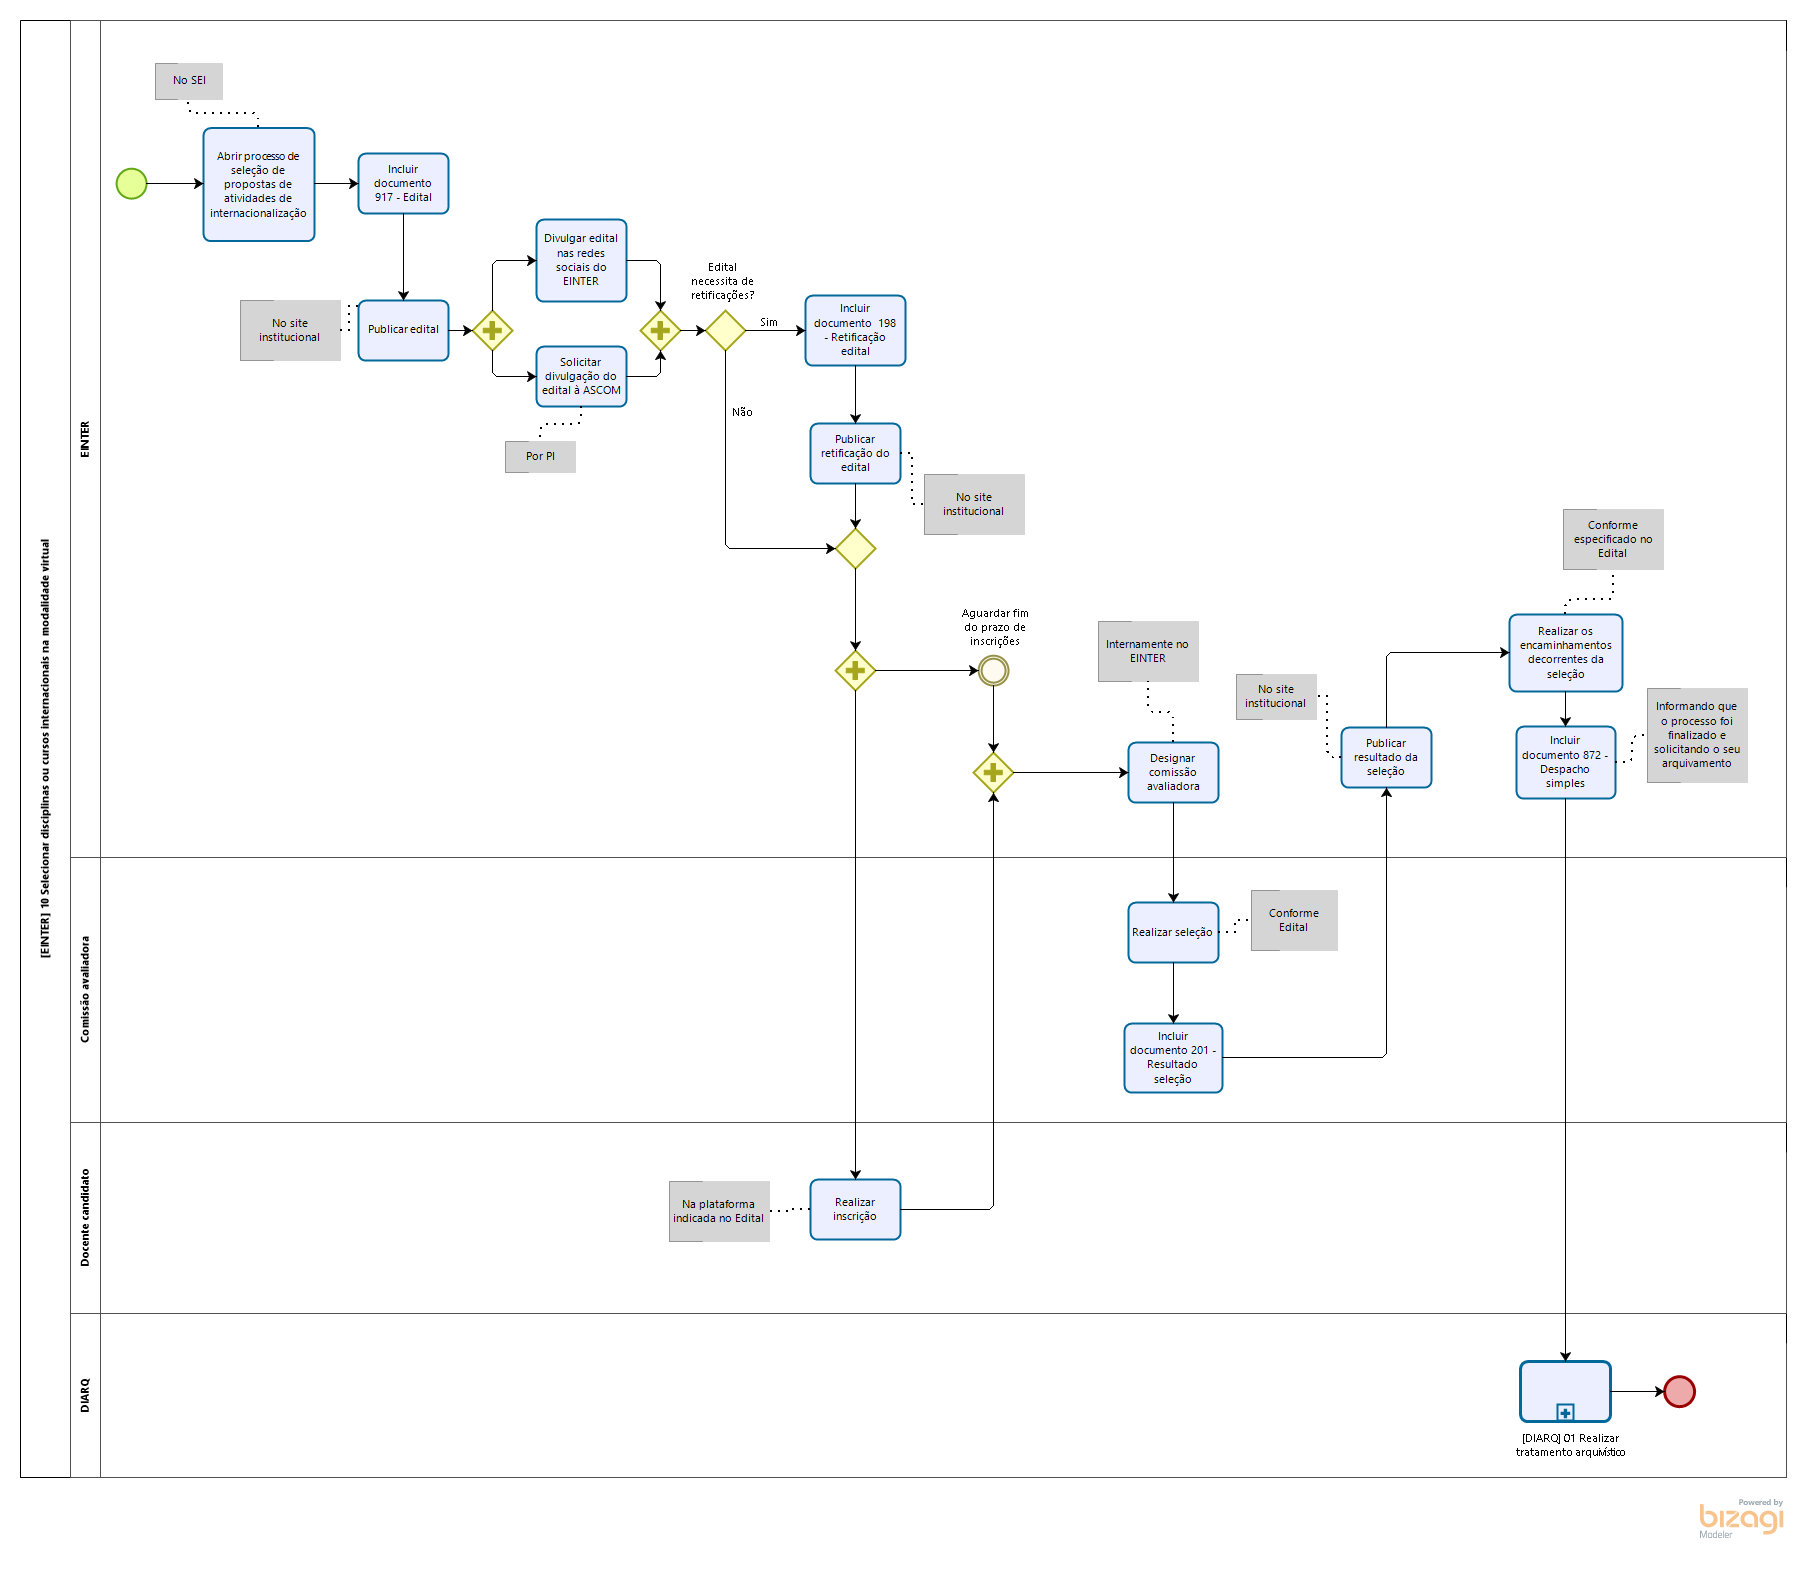 [EINTER] 10 Selecionar disciplinas ou cursos internacionais na modalidade virtual
EINTER
No SEI
Abrir processo de
seleção de
propostas de
atividades de
internacionalização
Incluir
documento
917 - Edital
No site
institucional
Publicar edital
Divulgar edital
nas redes
sociais do
EINTER
Solicitar
divulgação do
edital à ASCOM
Por PI
Edital
necessita de
retificações?
Sim
Não
Incluir
documento 198
- Retificação
edital
Publicar
retificação do
edital
No site
institucional
Aguardar fim
do prazo de
inscrições
Internamente no
EINTER
Designar
comissão
avaliadora
No site
institucional
Publicar
resultado da
seleção
Conforme
especificado no
Edital
Realizar os
encaminhamentos
decorrentes da
seleção
Incluir
documento 872 -
Despacho
simples
Informando que
o processo foi
finalizado e
solicitando o seu
arquivamento
Comissão avaliadora
Realizar seleção
Conforme
Edital
Incluir
documento 201 -
Resultado
seleção
Docente candidato
Na plataforma
indicada no Edital
Realizar
inscrição
DIARQ
[DIARQ] 01 Realizar
tratamento arquivístico
Powered by
bizagi
Modeler